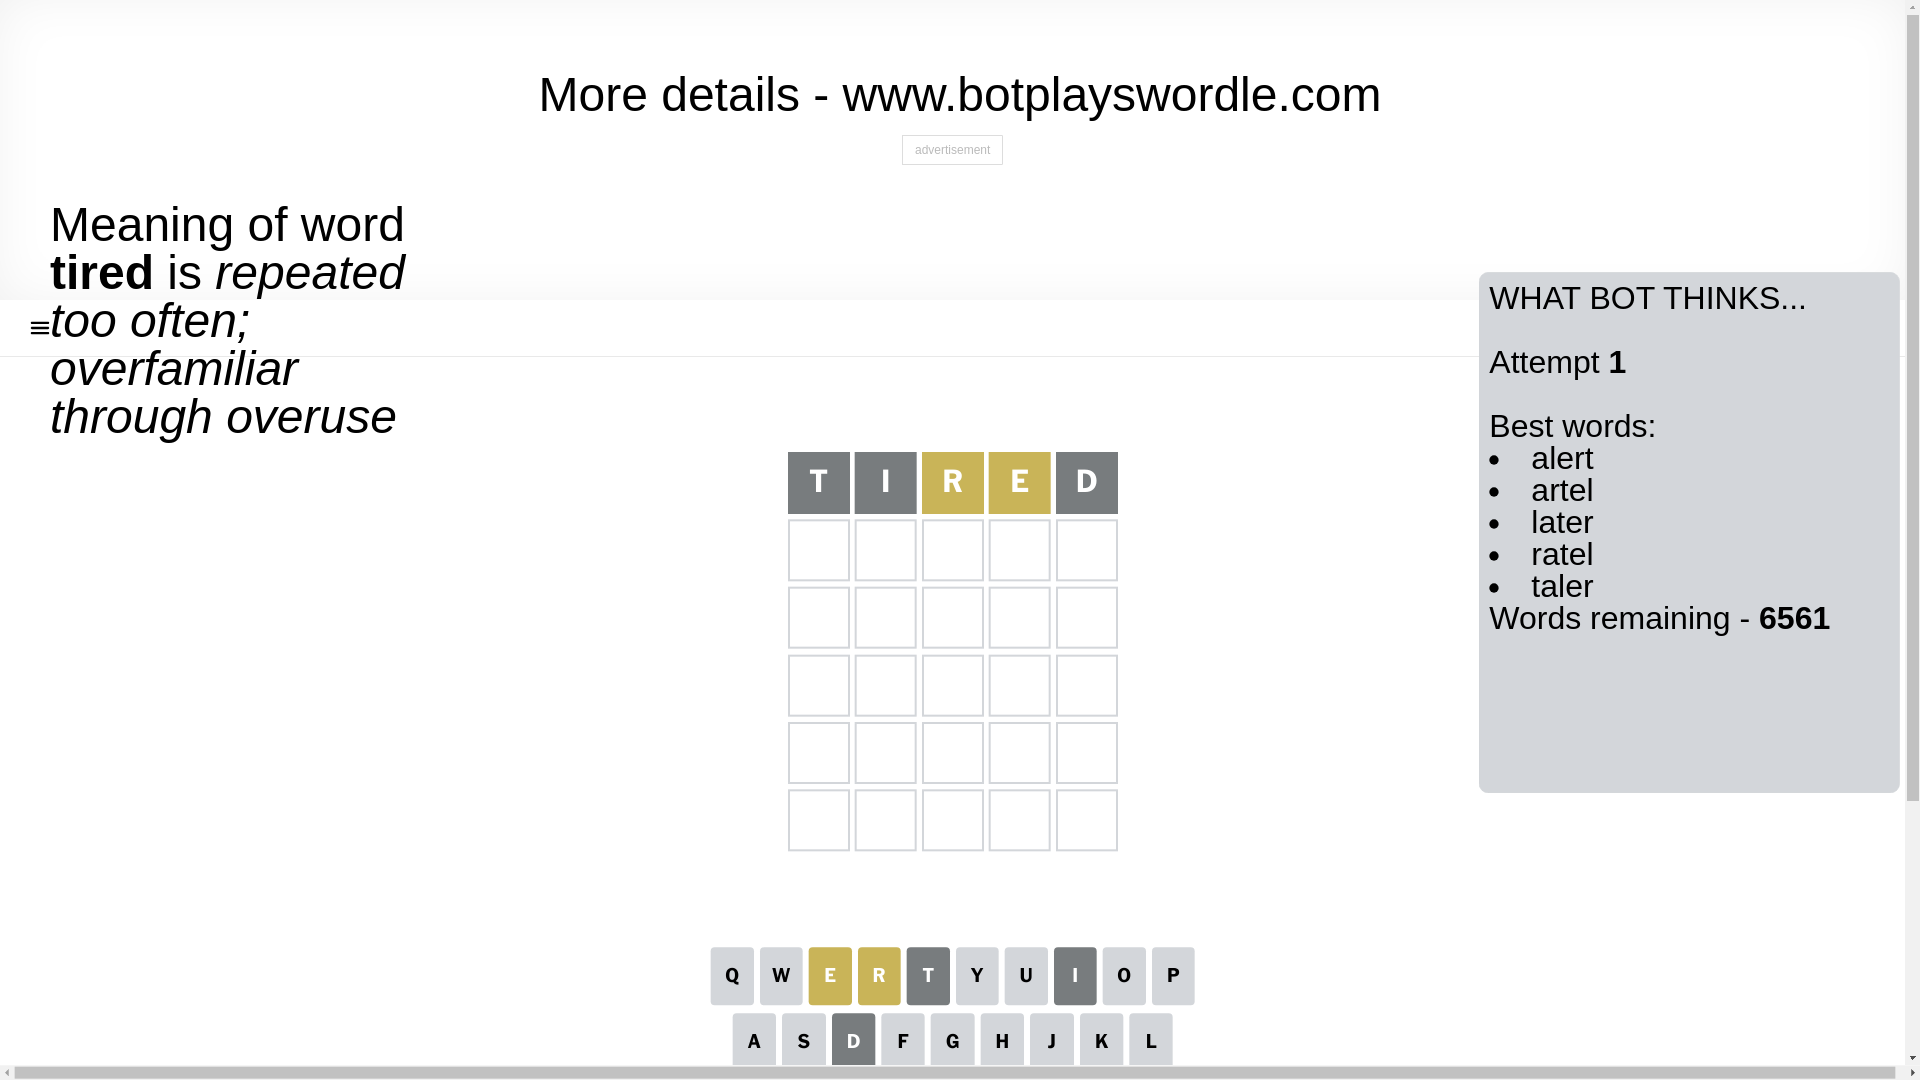 More details - www.botplayswordle.com
advertisement
Meaning of word
tired is repeated
too often;
overfamiliar
through overuse
WHAT BOT THINKS...
Attempt 1
Best words:
• alert
• artel
• later
• ratel
• taler
Words remaining - 6561
T I R E D
Q W E R T Y U I O P
A S D F G H J K L